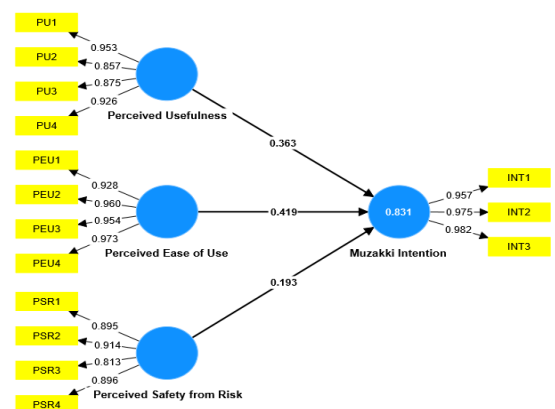 PU1
0.953
PU2
0.857
PU3
0.875
PU4
0.926
Perceived Usefulness
0.363
PEU1
0.928
PEU2
0.960
PEU3
0.954
PEU4
0.973
Perceived Ease of Use
0.419
PSR1
0.895
PSR2
0.914
PSR3
0.813
PSR4
0.896
Perceived Safety from Risk
0.193
0.831
Muzakki Intention
INT1
0.957
INT2
0.975
INT3
0.982